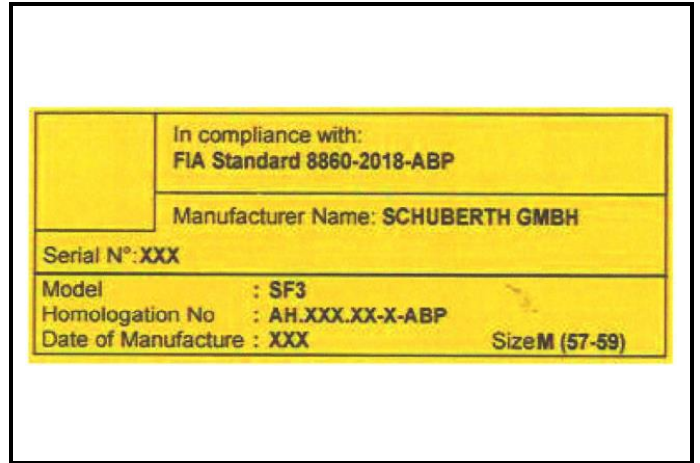 In compliance with:
FIA Standard 8860-2018-ABP
Manufacturer Name: SCHUBERTH GMBH
Serial N°:XXX
Model : SF3
Homologation No : AH.XXX.XX-X-ABP
Date of Manufacture : XXX SizeM (57-59)